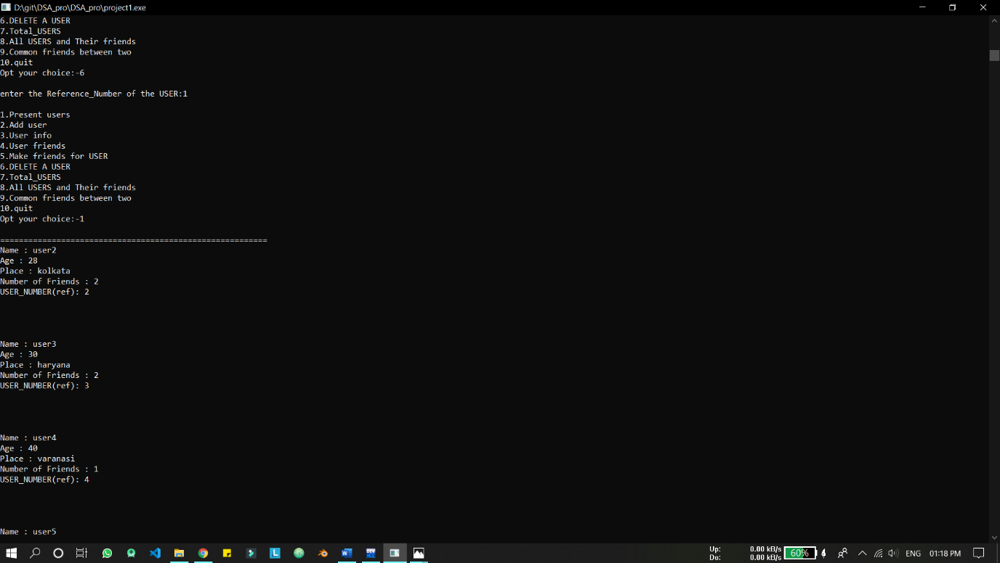 D:\git\DSA_pro\DSA_pro\project1.exe
6.DELETE A USER
7.Total_USERS
8.All USERS and Their friends
9.Common friends between two
10.quit
Opt your choice:-6
enter the Reference_Number of the USER:1
1.Present users
2.Add user
3.User info
4.User friends
5.Make friends for USER
6.DELETE A USER
7.Total_USERS
8.All USERS and Their friends
9.Common friends between two
10.quit
Opt your choice:-1
=========================================================
Name : user2
Age : 28
Place : kolkata
Number of Friends : 2
USER_NUMBER(ref): 2
Name : user3
Age : 30
Place : haryana
Number of Friends : 2
USER_NUMBER(ref): 3
Name : user4
Age : 40
Place : varanasi
Number of Friends : 1
USER_NUMBER(ref): 4
Name : user5
Up: 0.00 kB/s
Do: 0.00 kB/s
60%
ENG
01:18 PM